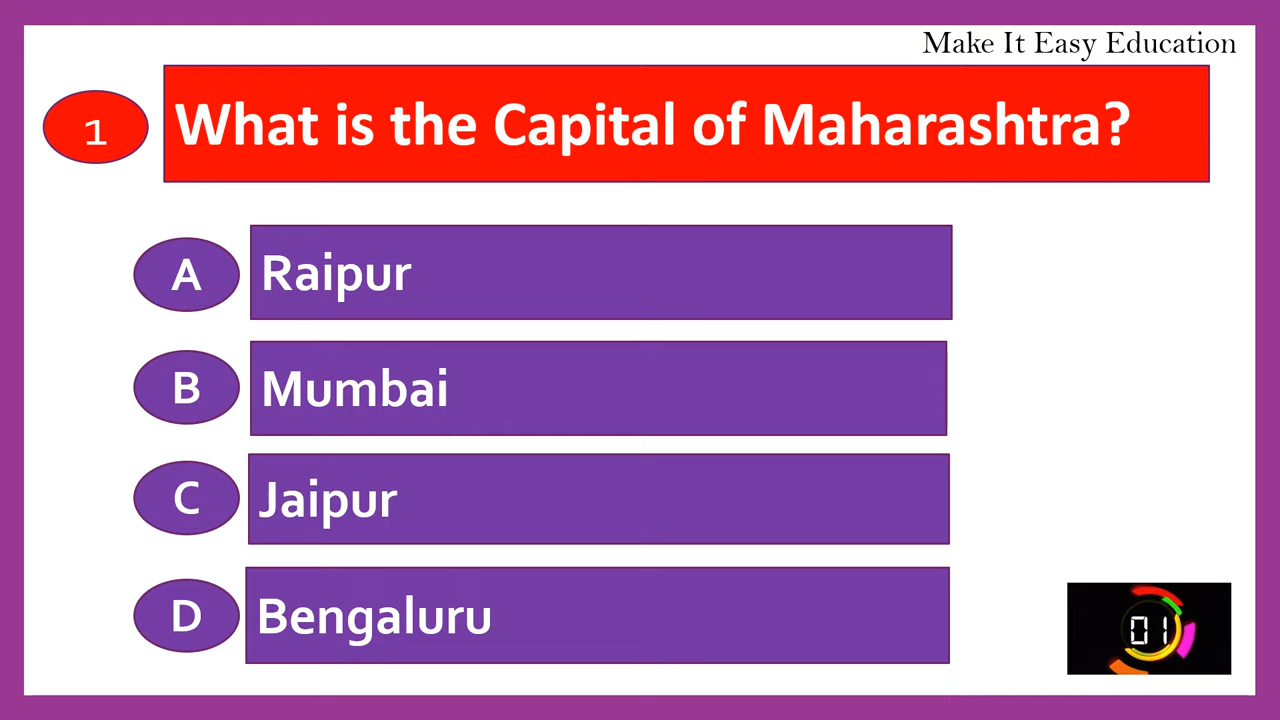 Make It Easy Education
1 What is the Capital of Maharashtra?
A Raipur
B Mumbai
C Jaipur
D Bengaluru
01